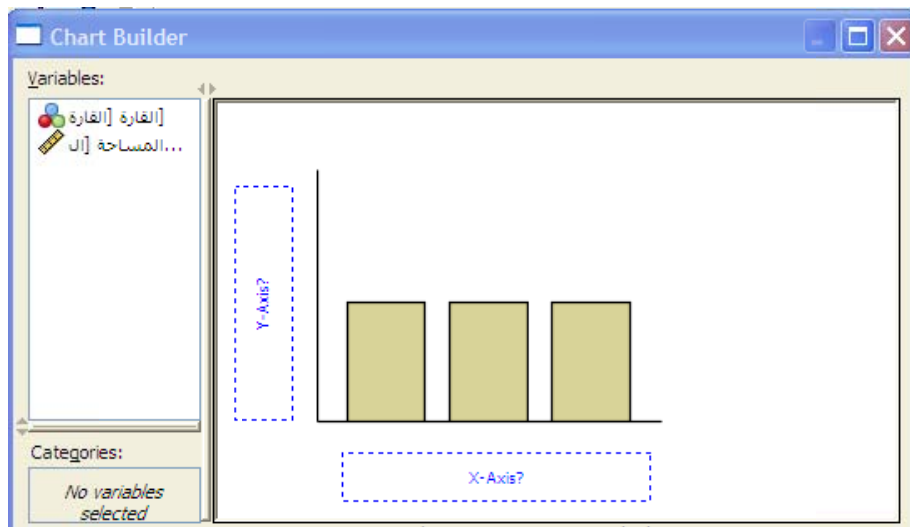 Chart Builder
Variables:
القارة [القارة]
المساحة [ال...
Y-Axis?
X-Axis?
Categories:
No variables
selected